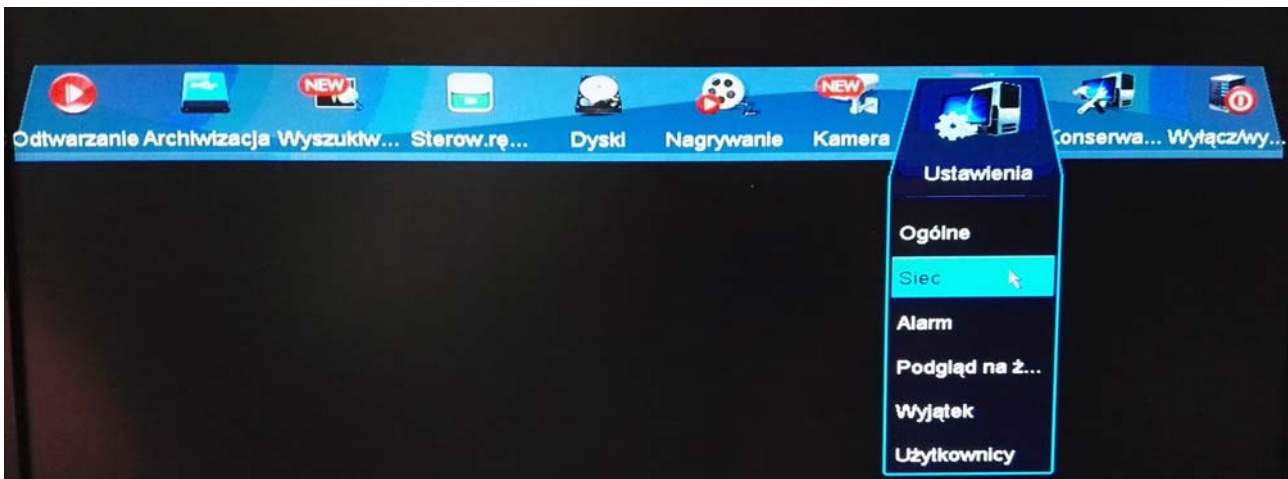 Odtwarzanie Archiwizacja Wyszukiw... Sterow.rę... Dyski Nagrywanie Kamera Konserwa... Wyłącz/wy...
NEW NEW
Ustawienia
Ogólne
Siec
Alarm
Podgląd na ż...
Wyjątek
Użytkownicy